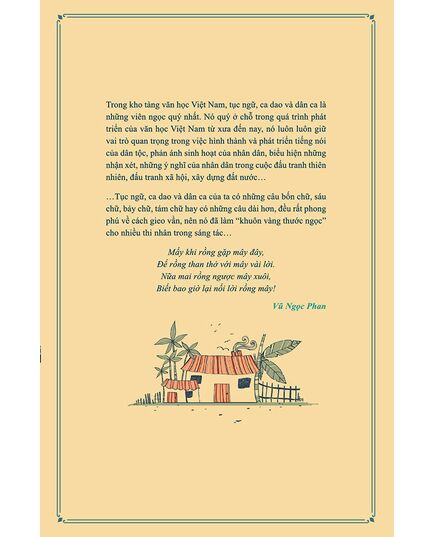 Trong kho tàng văn học Việt Nam, tục ngữ, ca dao và dân ca là
những viên ngọc quý nhất. Nó quý ở chỗ trong quá trình phát
triển của văn học Việt Nam từ xưa đến nay, nó luôn luôn giữ
vai trò quan trọng trong việc hình thành và phát triển tiếng nói
của dân tộc, phản ánh sinh hoạt của nhân dân, biểu hiện những
nhận xét, những ý nghĩ của nhân dân trong cuộc đấu tranh thiên
nhiên, đấu tranh xã hội, xây dựng đất nước…
…Tục ngữ, ca dao và dân ca của ta có những câu bốn chữ, sáu
chữ, bảy chữ, tám chữ hay có những câu dài hơn, đều rất phong
phú về cách gieo vần, nên nó đã làm “khuôn vàng thước ngọc”
cho nhiều thi nhân trong sáng tác…
Mấy khi rồng gặp mây đây,
Để rồng than thở với mây vài lời.
Nữa mai rồng ngược mây xuôi,
Biết bao giờ lại nối lời rồng mây!
Vũ Ngọc Phan